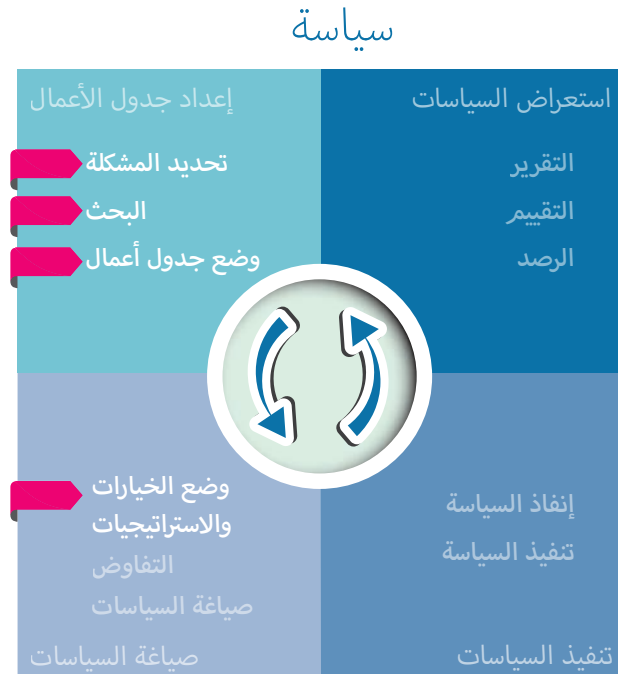 سياسة
استعراض السياسات
التقرير
التقييم
الرصد
إعداد جدول الأعمال
تحديد المشكلة
البحث
وضع جدول أعمال
وضع الخيارات
والاستراتيجيات
التفاوض
صياغة السياسات
صياغة السياسات
إنفاذ السياسة
تنفيذ السياسة
تنفيذ السياسات